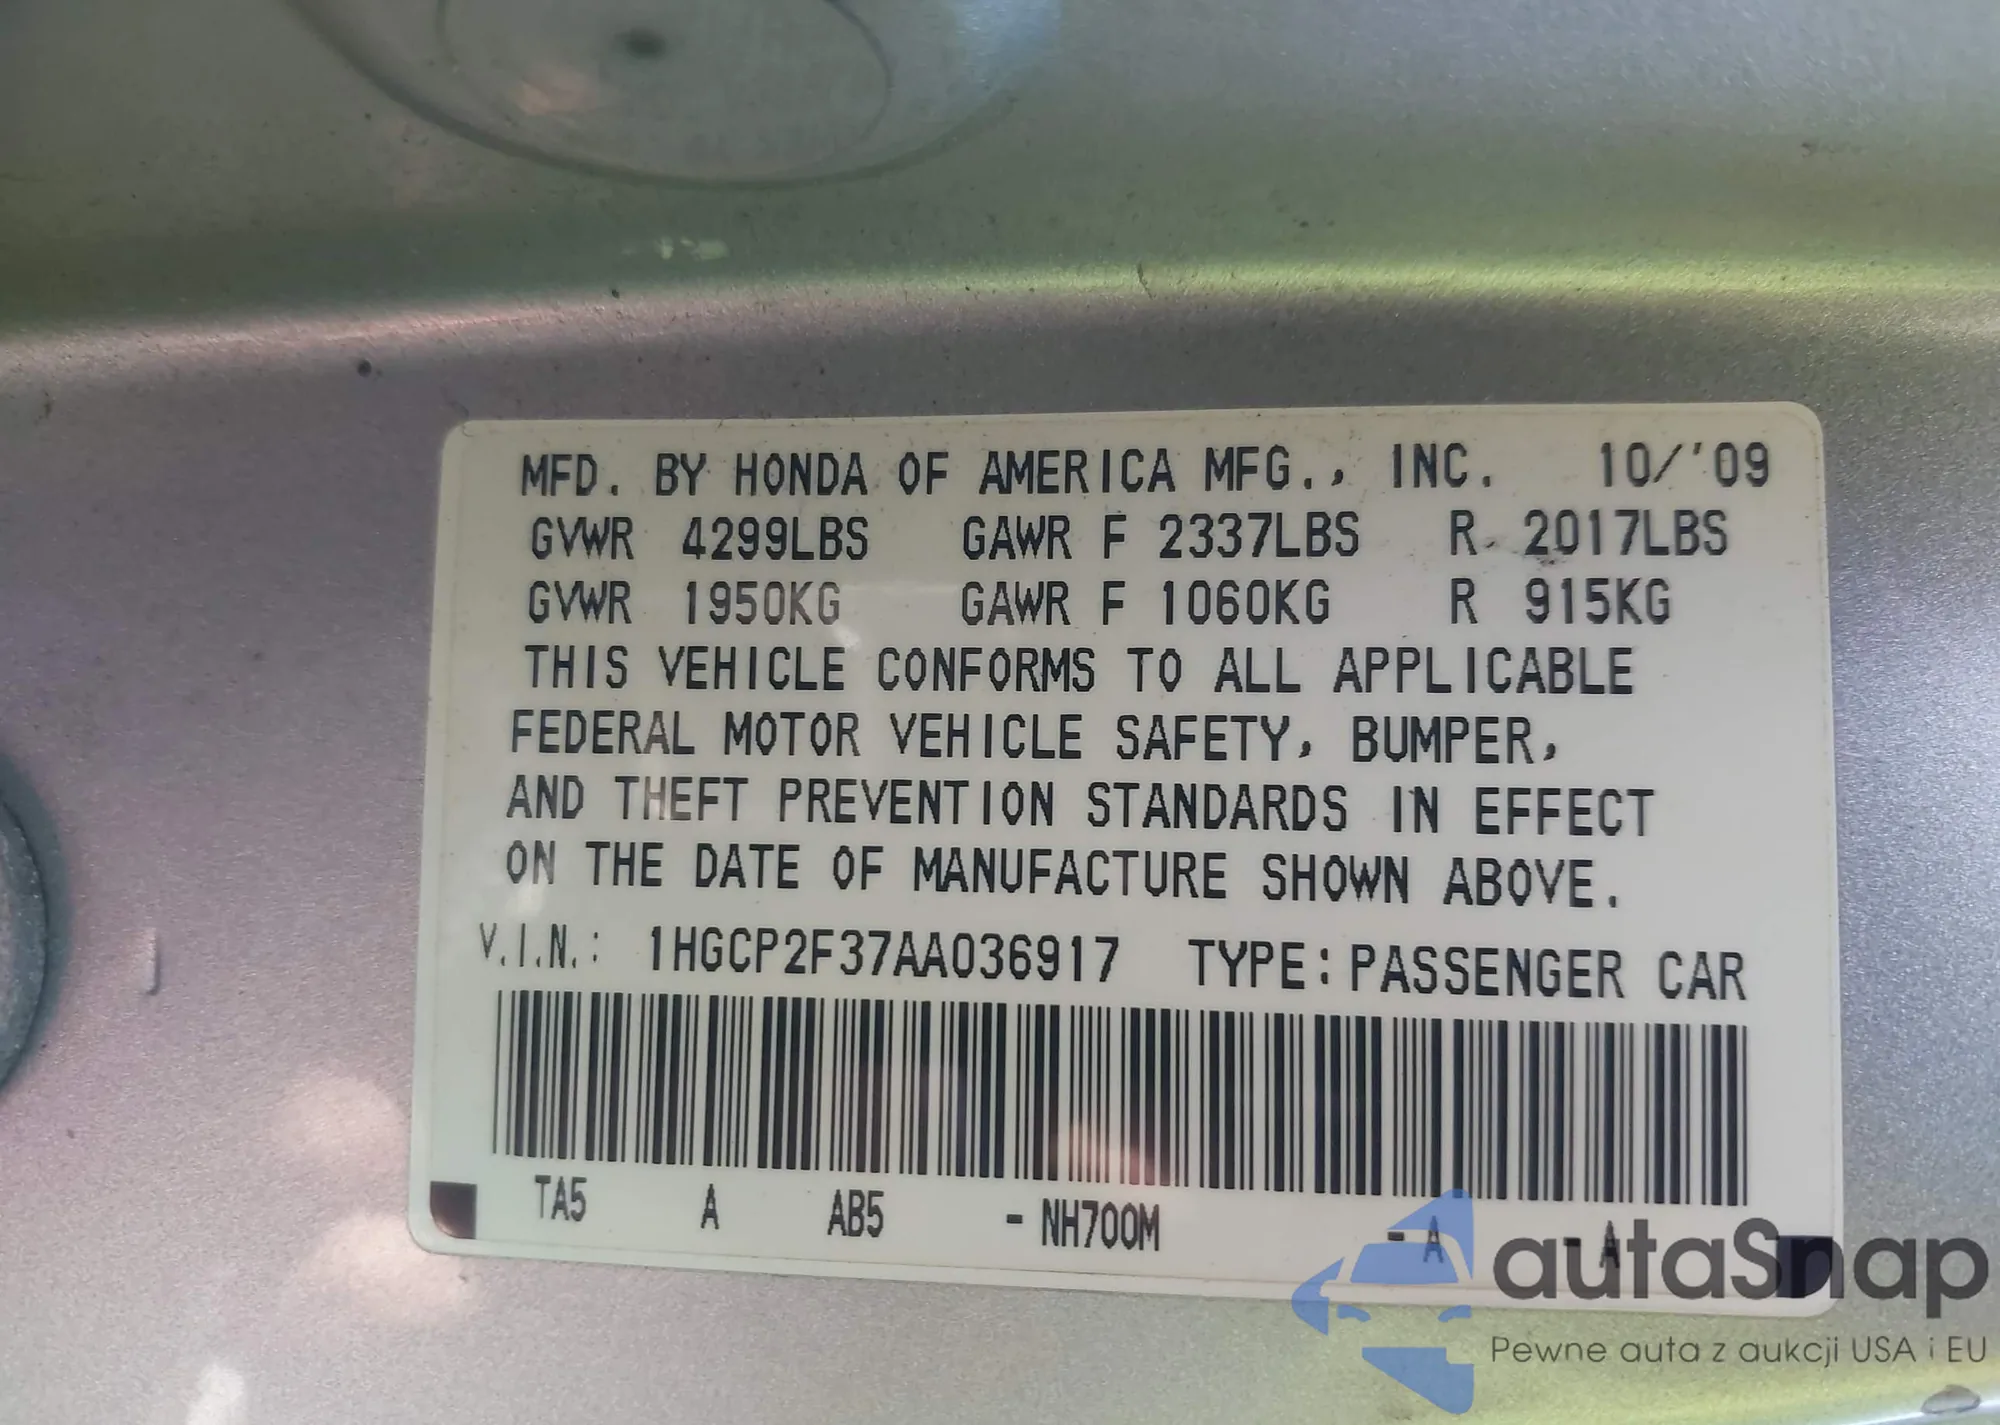 MFD. BY HONDA OF AMERICA MFG., INC. 10/'09
GVWR 4299LBS GAWR F 2337LBS R 2017LBS
GVWR 1950KG GAWR F 1060KG R 915KG
THIS VEHICLE CONFORMS TO ALL APPLICABLE
FEDERAL MOTOR VEHICLE SAFETY, BUMPER,
AND THEFT PREVENTION STANDARDS IN EFFECT
ON THE DATE OF MANUFACTURE SHOWN ABOVE.
V.I.N.: 1HGCP2F37AA036917 TYPE: PASSENGER CAR
TA5 A AB5 - NH700M - A - A
autaSnap
Pewne auta z aukcji USA i EU